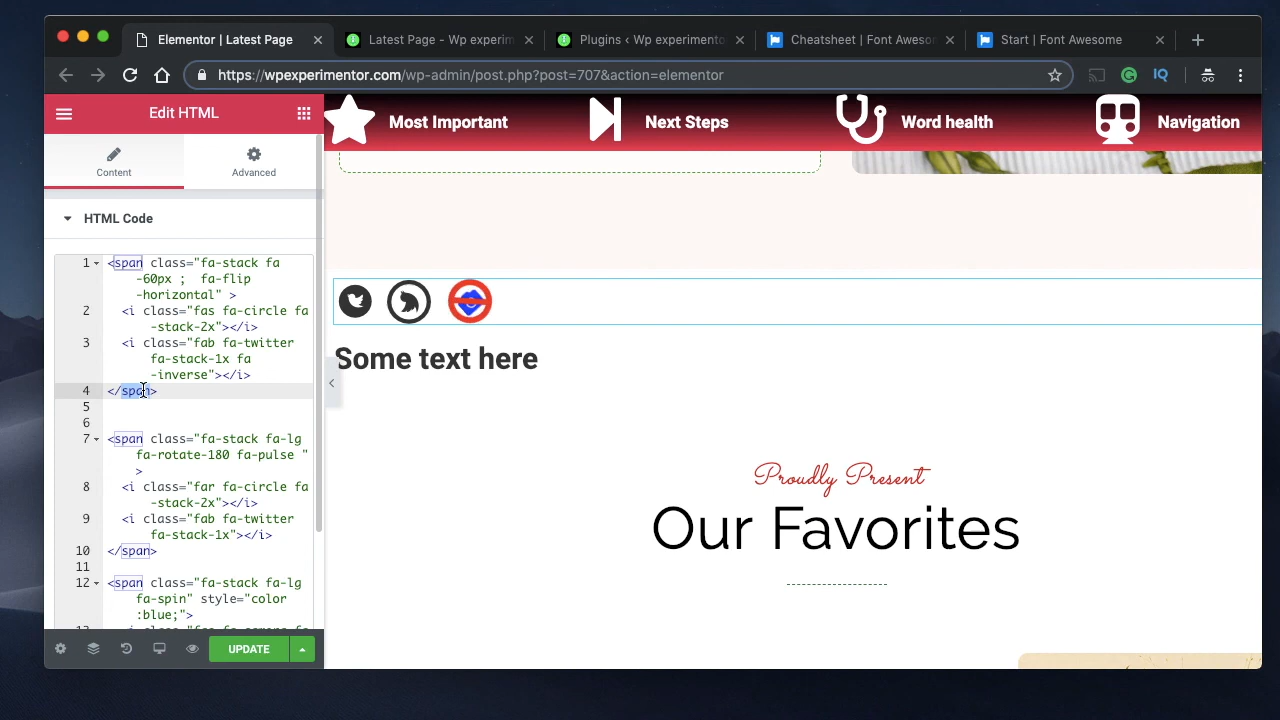 Elementor | Latest Page
Latest Page - Wp experim
Plugins ‹ Wp experimento
Cheatsheet | Font Aweso
Start | Font Awesome
https://wpexperimentor.com/wp-admin/post.php?post=707&action=elementor
Edit HTML
Most Important
Next Steps
Word health
Navigation
Content
Advanced
HTML Code
1 <span class="fa-stack fa
-60px ; fa-flip
-horizontal" >
2 <i class="fas fa-circle fa
-stack-2x"></i>
3 <i class="fab fa-twitter
fa-stack-1x fa
-inverse"></i>
4 </span>
5
6
7 <span class="fa-stack fa-lg
fa-rotate-180 fa-pulse "
>
8 <i class="far fa-circle fa
-stack-2x"></i>
9 <i class="fab fa-twitter
fa-stack-1x"></i>
10 </span>
11
12 <span class="fa-stack fa-lg
fa-spin" style="color
:blue;">
UPDATE
Some text here
Proudly Present
Our Favorites